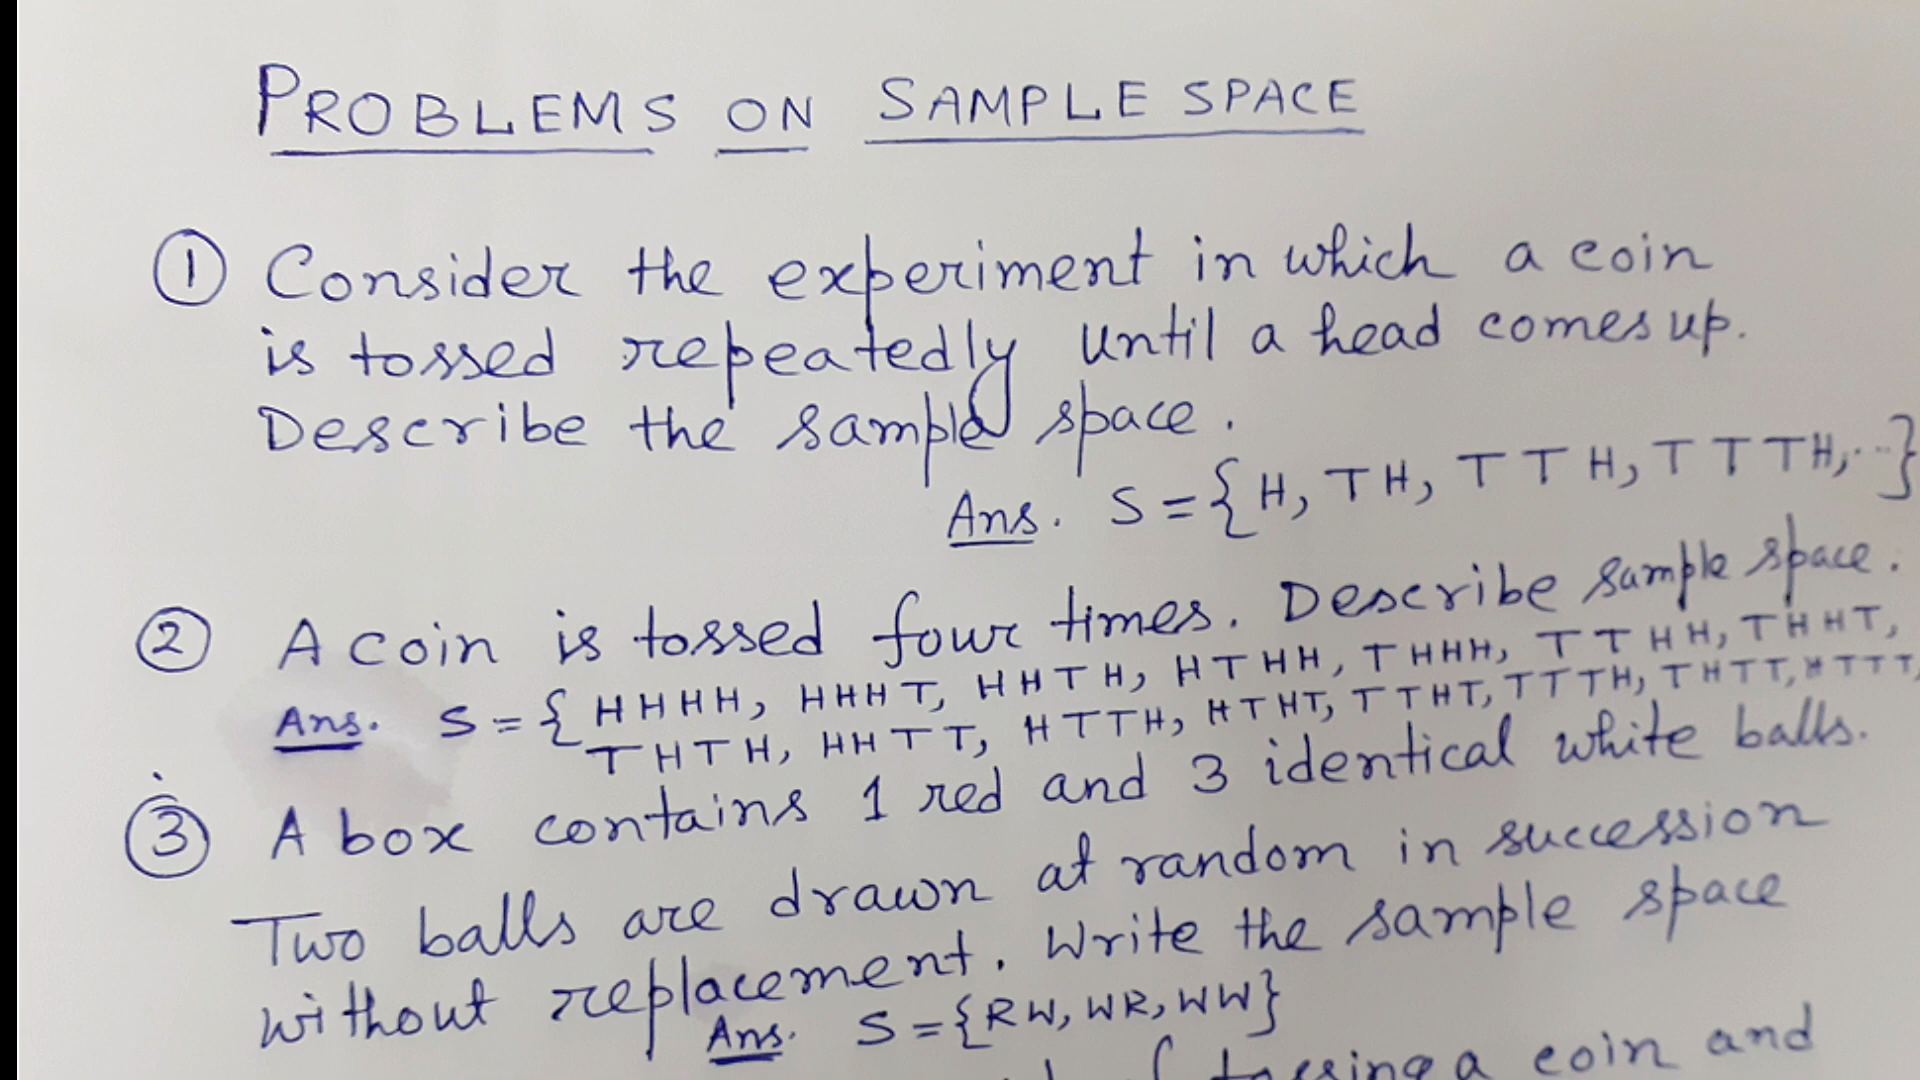 PROBLEMS ON SAMPLE SPACE
① Consider the experiment in which a coin
is tossed repeatedly until a head comes up.
Describe the sample space.
Ans. S = {H, TH, TTH, TTTH, ...}
② A coin is tossed four times. Describe sample space.
Ans. S = { HHHH, HHHT, HHTH, HTHH, THHH, TTHH, THHT,
THTH, HHTT, HTTH, HTHT, TTHT, TTTH, THTT, HTTT,
③ A box contains 1 red and 3 identical white balls.
Two balls are drawn at random in succession
without replacement. Write the sample space
Ans. S = {RW, WR, WW}
tossing a coin and